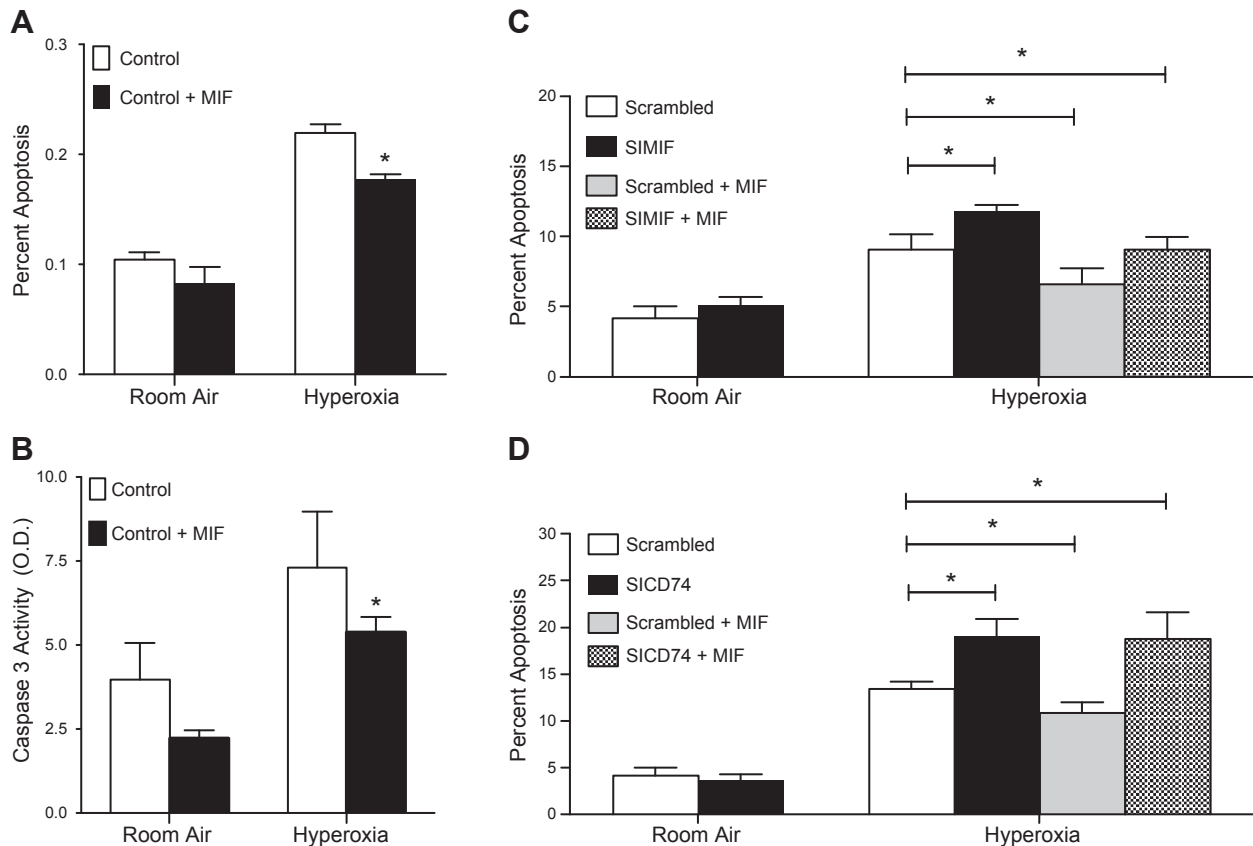 A
Percent Apoptosis
0.3
0.2
0.1
0.0
Control
Control + MIF
*
Room Air
Hyperoxia
B
Caspase 3 Activity (O.D.)
10.0
7.5
5.0
2.5
0.0
Control
Control + MIF
*
Room Air
Hyperoxia
C
Percent Apoptosis
20
15
10
5
0
Scrambled
SIMIF
Scrambled + MIF
SIMIF + MIF
*
*
*
Room Air
Hyperoxia
D
Percent Apoptosis
30
25
20
15
10
5
0
Scrambled
SICD74
Scrambled + MIF
SICD74 + MIF
*
*
*
Room Air
Hyperoxia